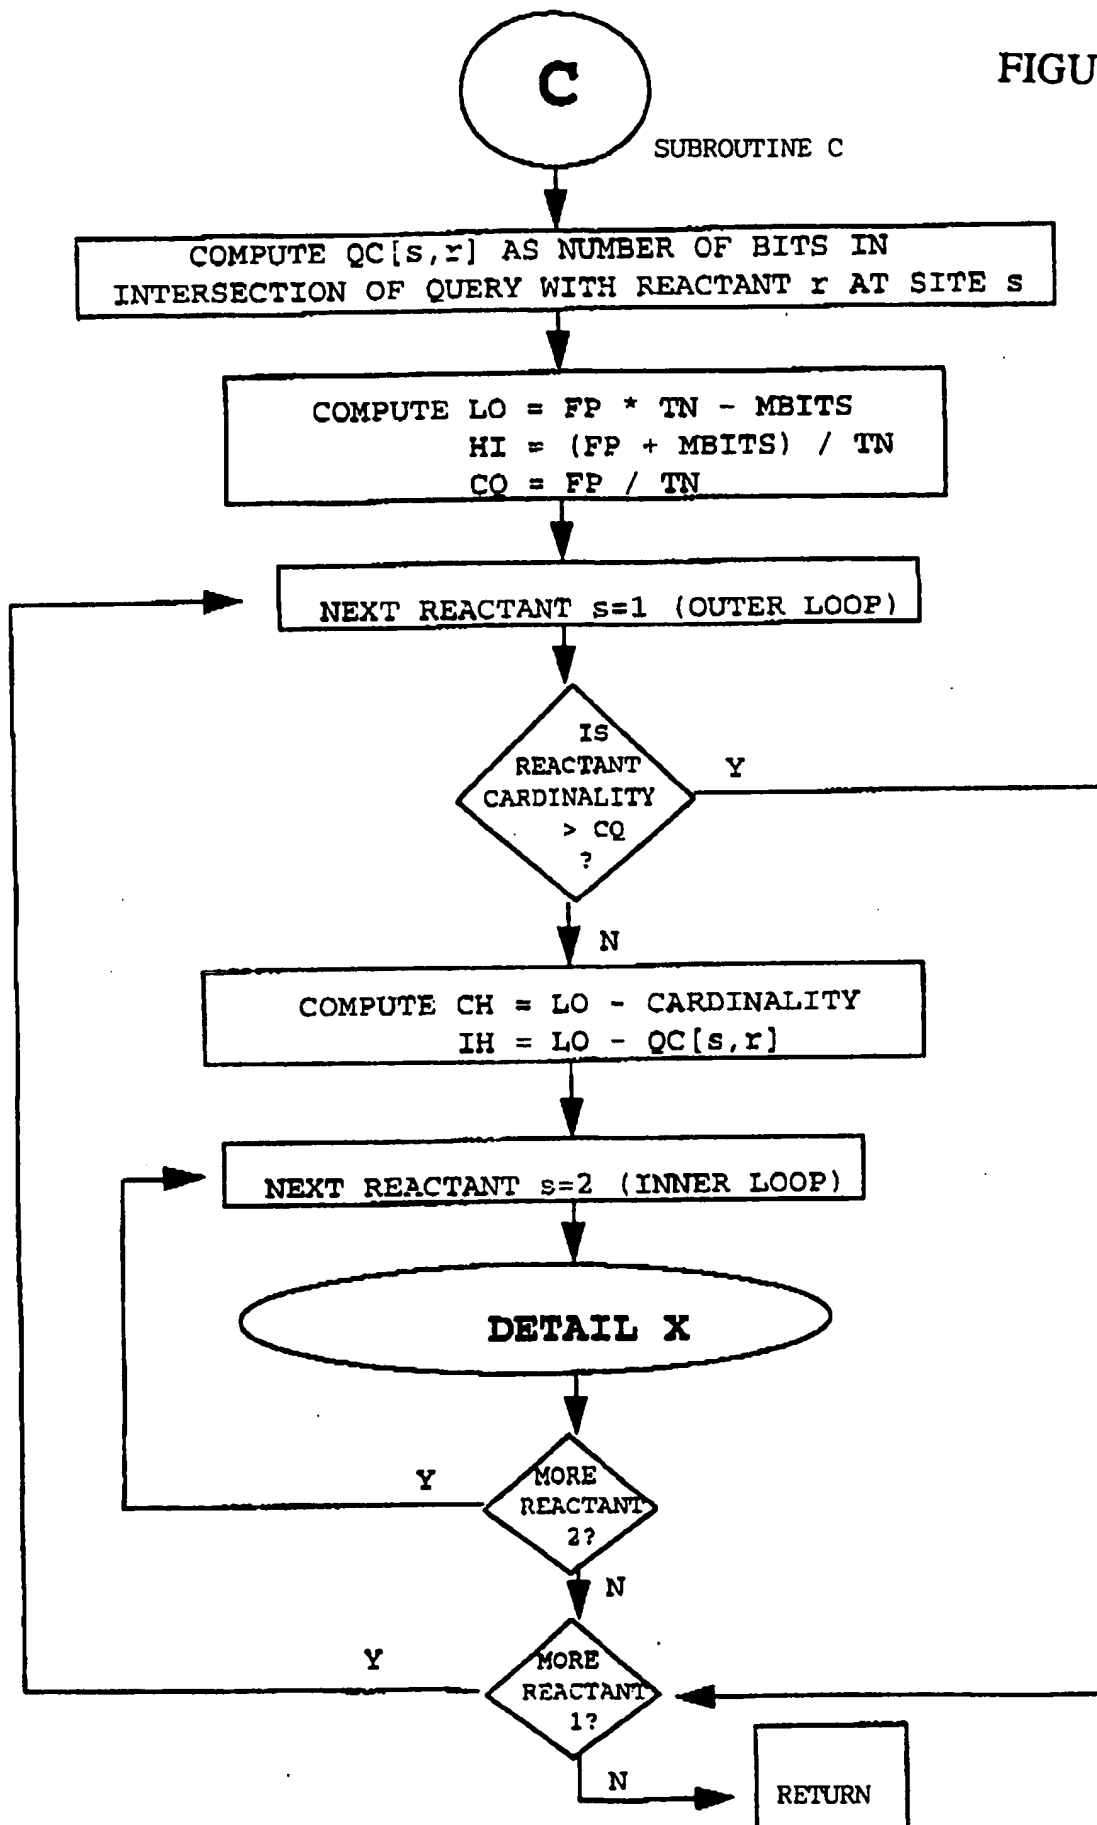 C
FIGU
SUBROUTINE C
COMPUTE QC[s,r] AS NUMBER OF BITS IN
INTERSECTION OF QUERY WITH REACTANT r AT SITE s
COMPUTE LO = FP * TN - MBITS
HI = (FP + MBITS) / TN
CQ = FP / TN
NEXT REACTANT s=1 (OUTER LOOP)
IS
REACTANT
CARDINALITY
> CQ
?
Y
N
COMPUTE CH = LO - CARDINALITY
IH = LO - QC[s,r]
NEXT REACTANT s=2 (INNER LOOP)
DETAIL X
MORE
REACTANT
2?
Y
N
MORE
REACTANT
1?
Y
N
RETURN